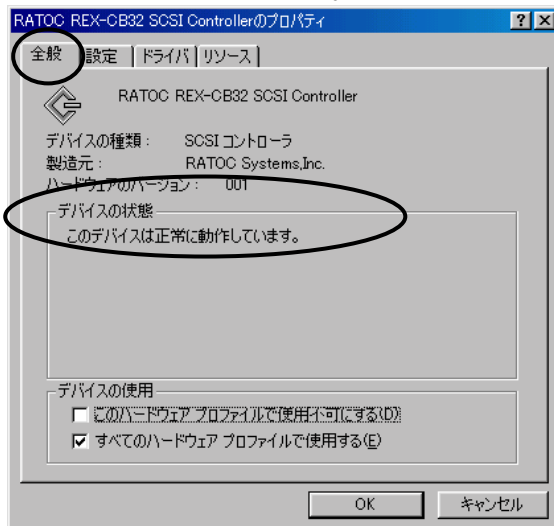 RATOC REX-CB32 SCSI Controllerのプロパティ
全般 設定 ドライバ リソース
RATOC REX-CB32 SCSI Controller
デバイスの種類： SCSI コントローラ
製造元： RATOC Systems,Inc.
ハードウェアのバージョン： 001
デバイスの状態
このデバイスは正常に動作しています。
デバイスの使用
このハードウェア プロファイルで使用不可にする(D)
すべてのハードウェア プロファイルで使用する(E)
OK キャンセル